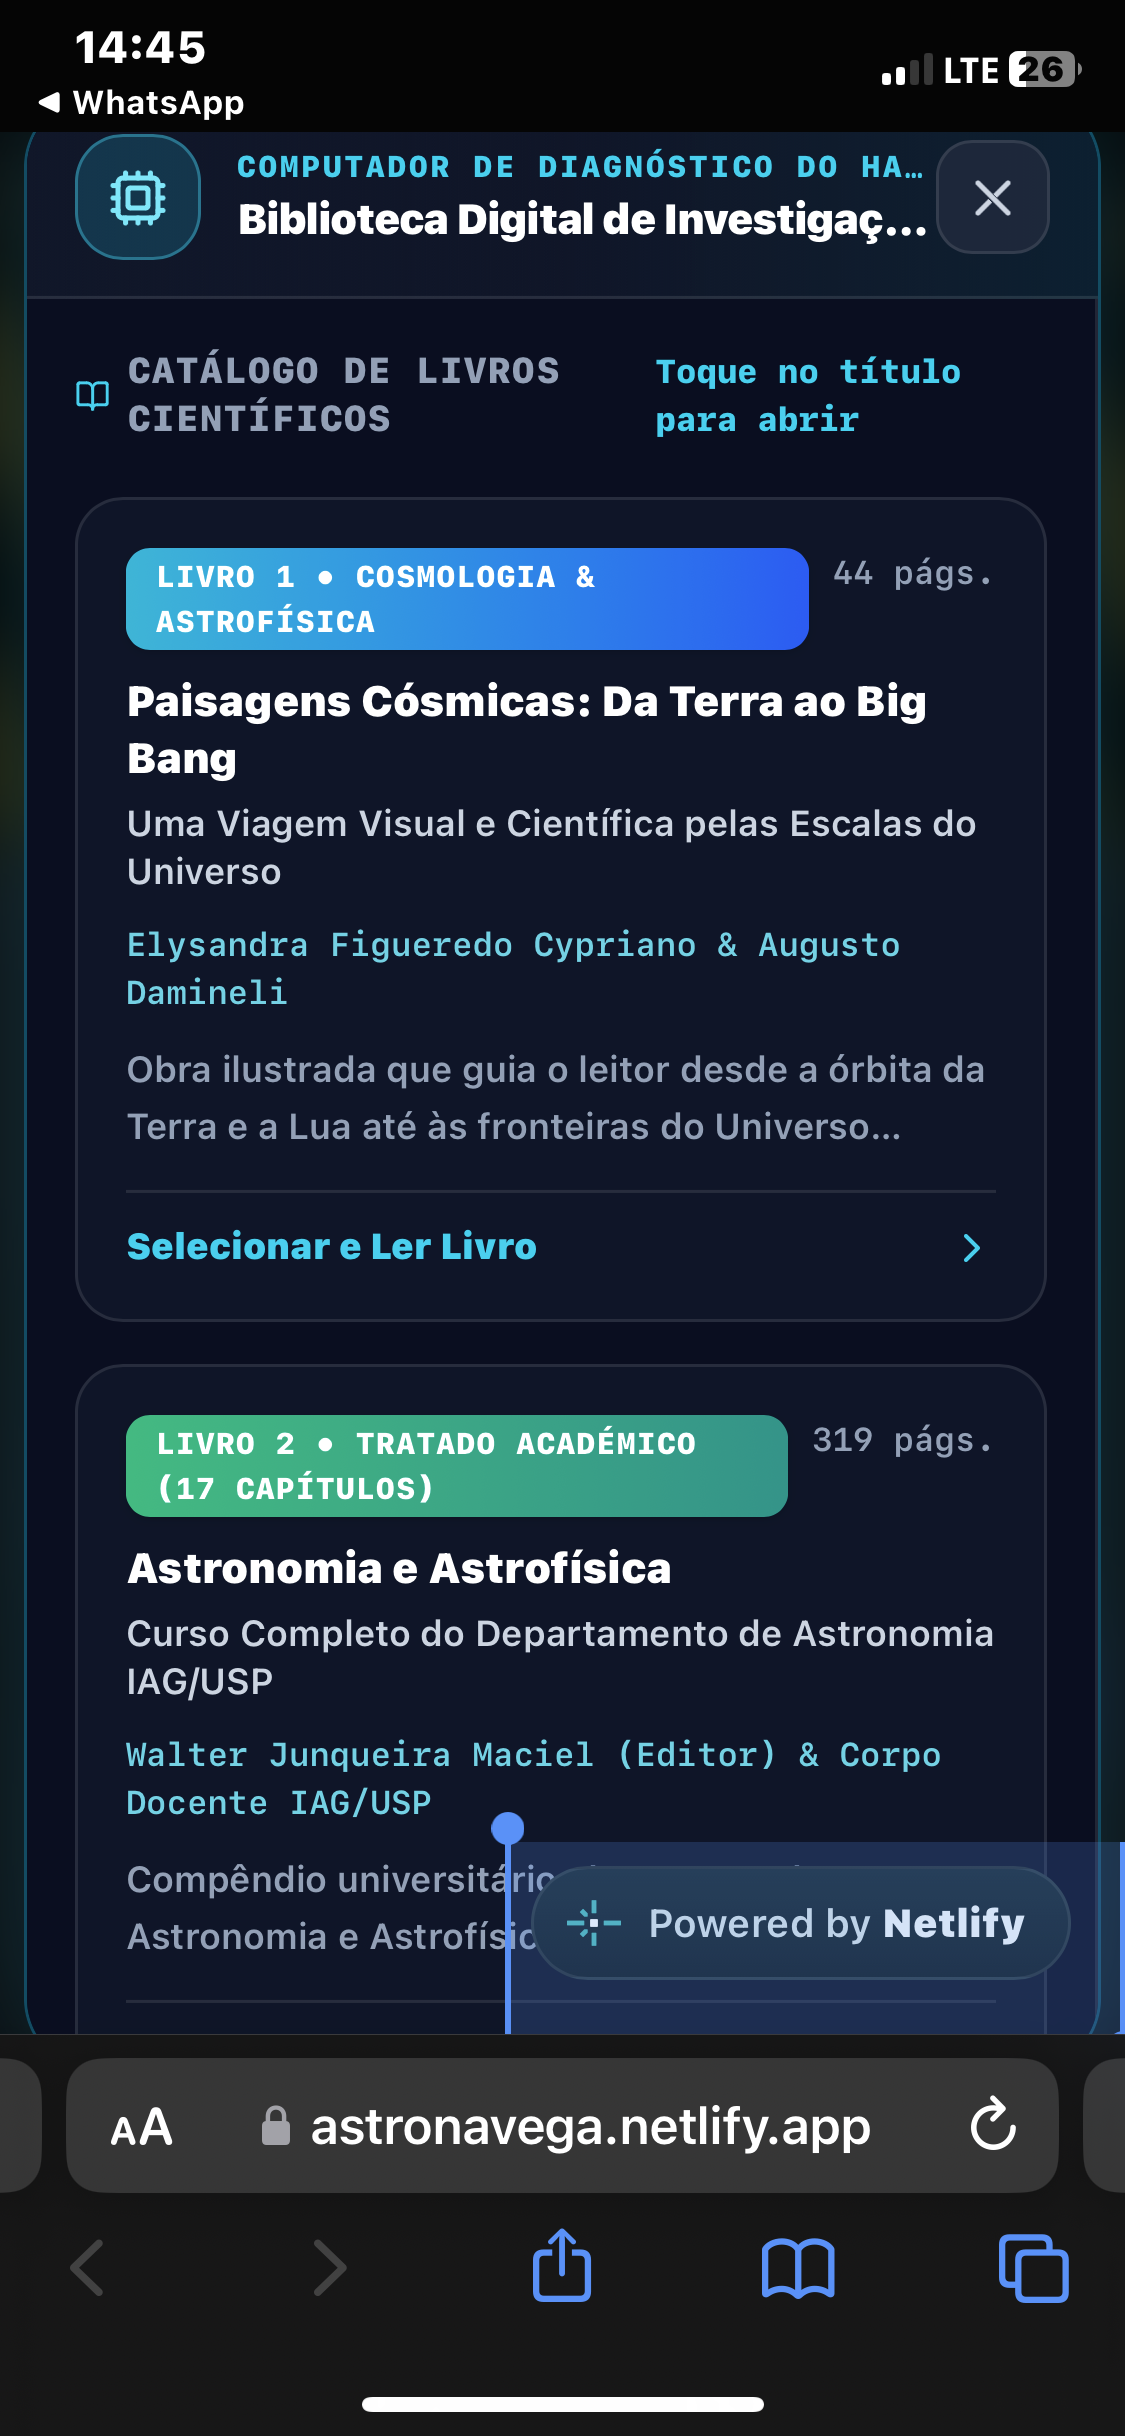 14:45
WhatsApp
LTE
26
COMPUTADOR DE DIAGNÓSTICO DO HA…
Biblioteca Digital de Investigaç…
CATÁLOGO DE LIVROS
CIENTÍFICOS
Toque no título
para abrir
LIVRO 1 • COSMOLOGIA &
ASTROFÍSICA
44 págs.
Paisagens Cósmicas: Da Terra ao Big
Bang
Uma Viagem Visual e Científica pelas Escalas do
Universo
Elysandra Figueredo Cypriano & Augusto
Damineli
Obra ilustrada que guia o leitor desde a órbita da
Terra e a Lua até às fronteiras do Universo...
Selecionar e Ler Livro
LIVRO 2 • TRATADO ACADÉMICO
(17 CAPÍTULOS)
319 págs.
Astronomia e Astrofísica
Curso Completo do Departamento de Astronomia
IAG/USP
Walter Junqueira Maciel (Editor) & Corpo
Docente IAG/USP
Compêndio
Astronomia e
Powered by Netlify
AA
astronavega.netlify.app